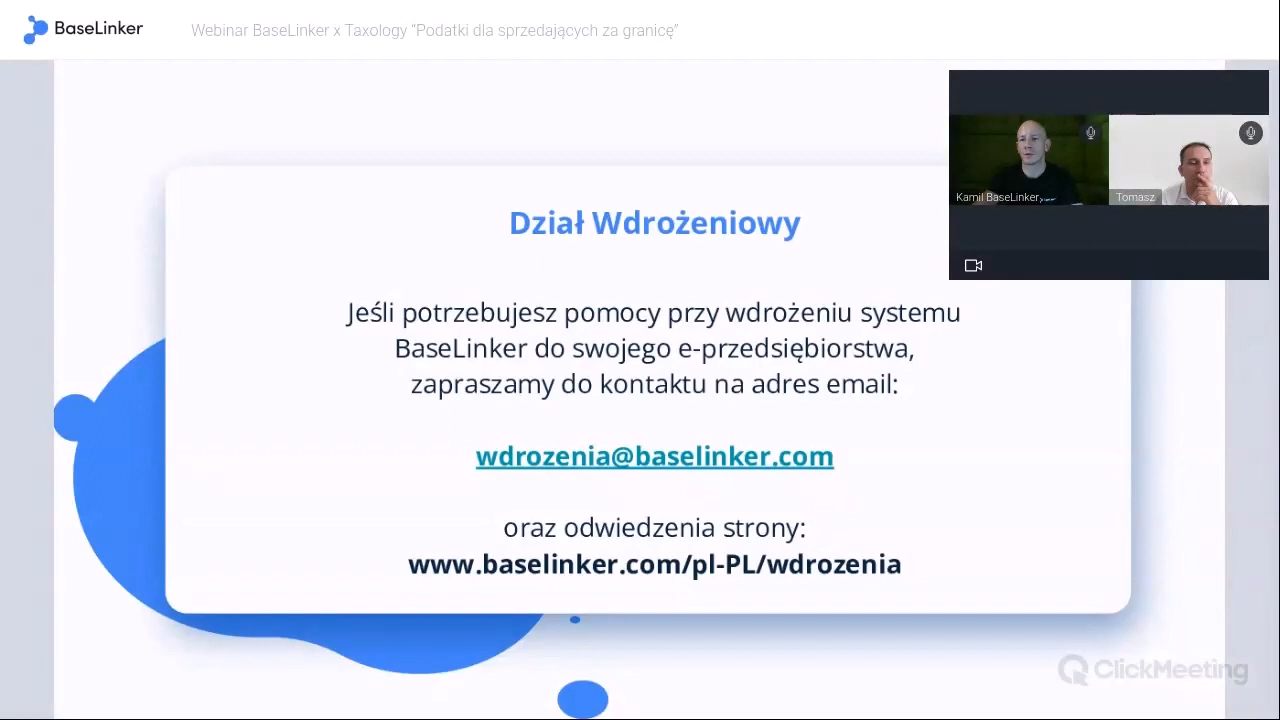 BaseLinker
Webinar BaseLinker x Taxology “Podatki dla sprzedających za granicę”
Kamil BaseLinker
Tomasz
Dział Wdrożeniowy
Jeśli potrzebujesz pomocy przy wdrożeniu systemu
BaseLinker do swojego e-przedsiębiorstwa,
zapraszamy do kontaktu na adres email:
wdrozenia@baselinker.com
oraz odwiedzenia strony:
www.baselinker.com/pl-PL/wdrozenia
ClickMeeting